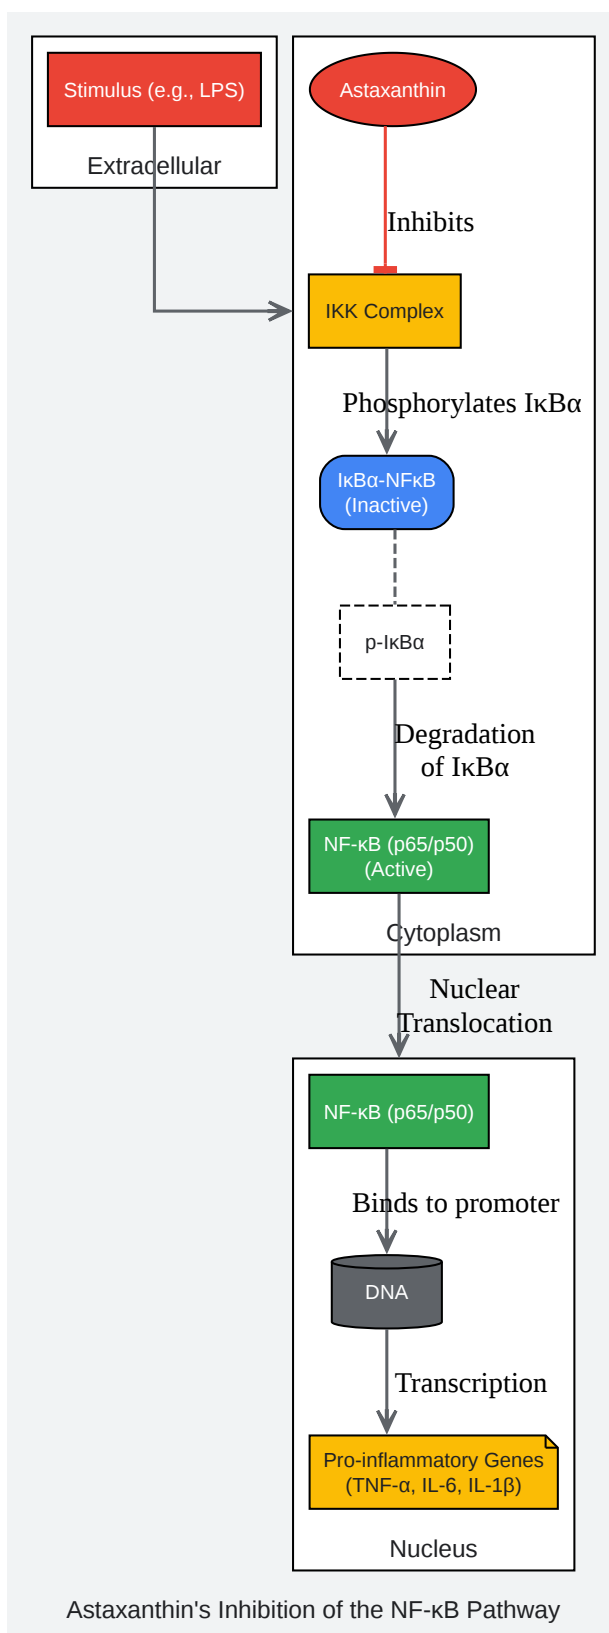 Stimulus (e.g., LPS)
Extracellular
Astaxanthin
Inhibits
IKK Complex
Phosphorylates IκBα
IκBα-NFκB
(Inactive)
p-IκBα
Degradation
of IκBα
NF-κB (p65/p50)
(Active)
Cytoplasm
Nuclear
Translocation
NF-κB (p65/p50)
Binds to promoter
DNA
Transcription
Pro-inflammatory Genes
(TNF-α, IL-6, IL-1β)
Nucleus
Astaxanthin's Inhibition of the NF-κB Pathway